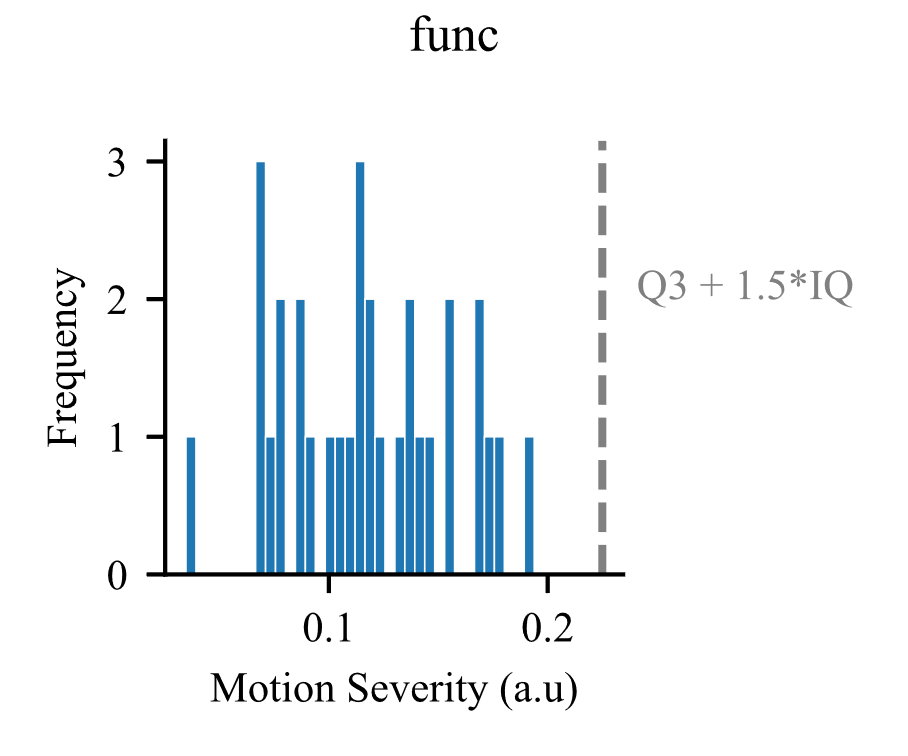 func
3
2
1
0
Frequency
Q3 + 1.5*IQ
0.1
0.2
Motion Severity (a.u)